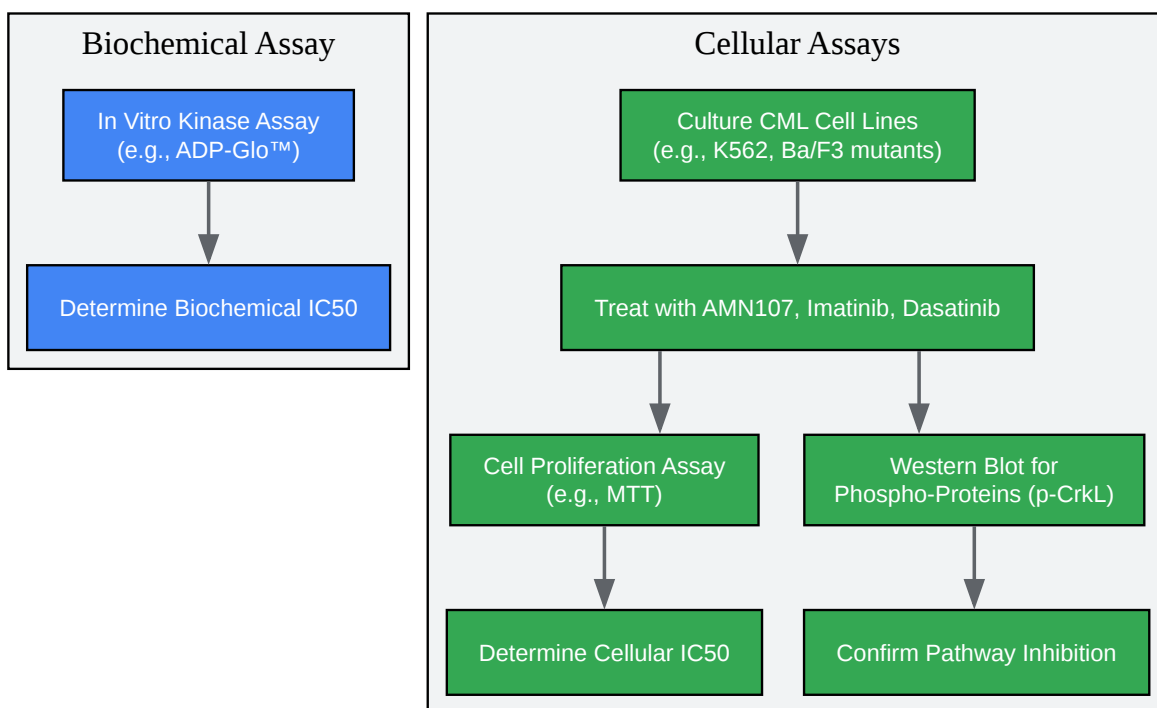 Biochemical Assay
In Vitro Kinase Assay
(e.g., ADP-Glo™)
Determine Biochemical IC50
Cellular Assays
Culture CML Cell Lines
(e.g., K562, Ba/F3 mutants)
Treat with AMN107, Imatinib, Dasatinib
Cell Proliferation Assay
(e.g., MTT)
Western Blot for
Phospho-Proteins (p-CrkL)
Determine Cellular IC50
Confirm Pathway Inhibition